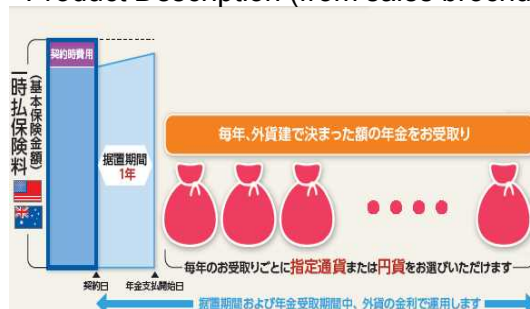 Product Description (from sales brochu
契約時費用
一時払保険料
(基本保険金額)
据置期間
1年
毎年、外貨建で決まった額の年金をお受取り
毎年のお受取りごとに指定通貨または円貨をお選びいただけます
契約日
年金支払開始日
据置期間および年金受取期間中、外貨の金利で運用します